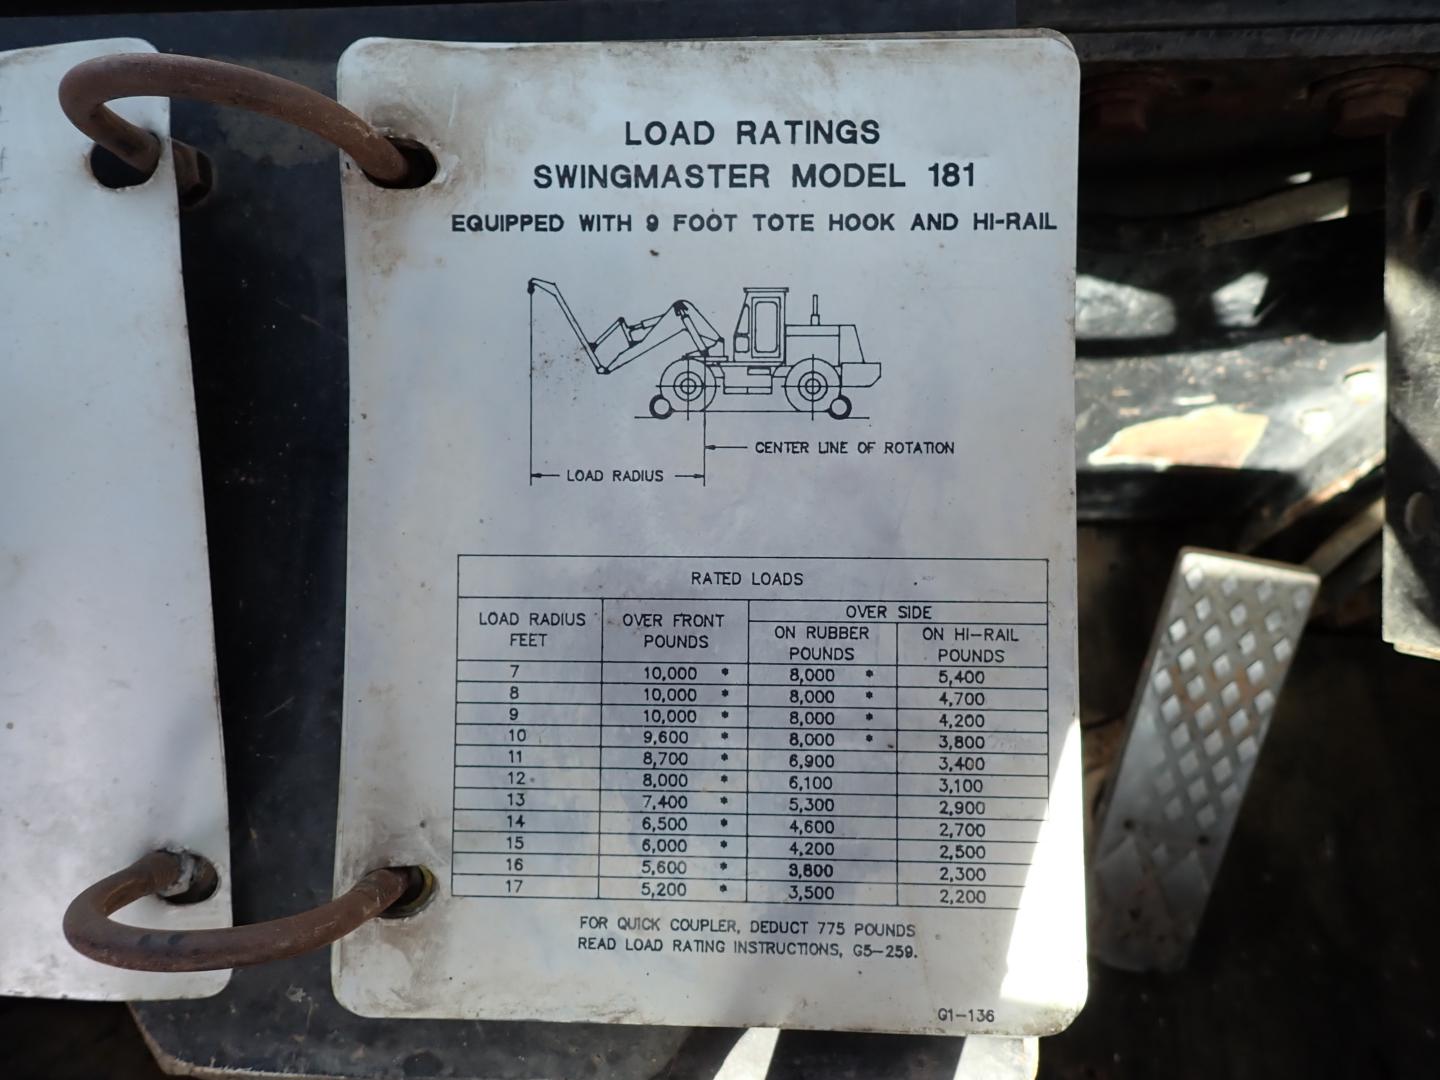 LOAD RATINGS
SWINGMASTER MODEL 181
EQUIPPED WITH 9 FOOT TOTE HOOK AND HI-RAIL
CENTER LINE OF ROTATION
LOAD RADIUS
RATED LOADS
LOAD RADIUS FEET OVER FRONT POUNDS OVER SIDE
ON RUBBER POUNDS ON HI-RAIL POUNDS
7 10,000 * 8,000 * 5,400
8 10,000 * 8,000 * 4,700
9 10,000 * 8,000 * 4,200
10 9,600 * 8,000 * 3,800
11 8,700 * 6,900 3,400
12 8,000 * 6,100 3,100
13 7,400 * 5,300 2,900
14 6,500 * 4,600 2,700
15 6,000 * 4,200 2,500
16 5,600 * 3,800 2,300
17 5,200 * 3,500 2,200
FOR QUICK COUPLER, DEDUCT 775 POUNDS
READ LOAD RATING INSTRUCTIONS, G5-259.
G1-136